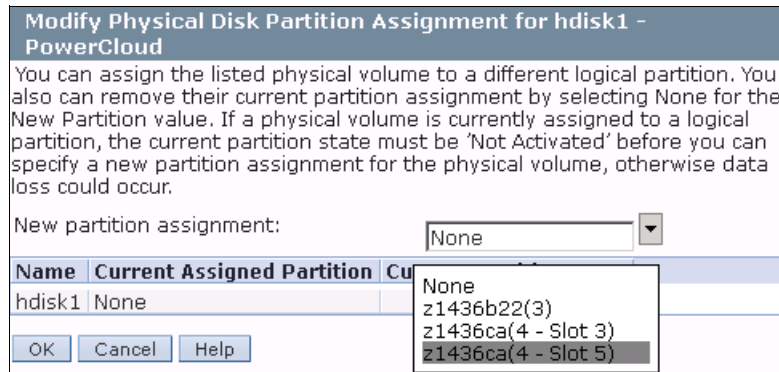 Modify Physical Disk Partition Assignment for hdisk1 -
PowerCloud
You can assign the listed physical volume to a different logical partition. You
also can remove their current partition assignment by selecting None for the
New Partition value. If a physical volume is currently assigned to a logical
partition, the current partition state must be 'Not Activated' before you can
specify a new partition assignment for the physical volume, otherwise data
loss could occur.
New partition assignment:
None
Name Current Assigned Partition
hdisk1 None
None
z1436b22(3)
z1436ca(4 - Slot 3)
z1436ca(4 - Slot 5)
OK Cancel Help